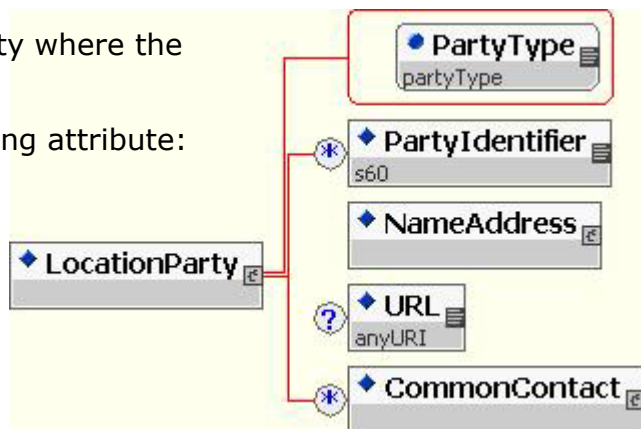 ty where the
ng attribute:
PartyType
partyType
* PartyIdentifier
s60
NameAddress
LocationParty
? URL
anyURI
* CommonContact